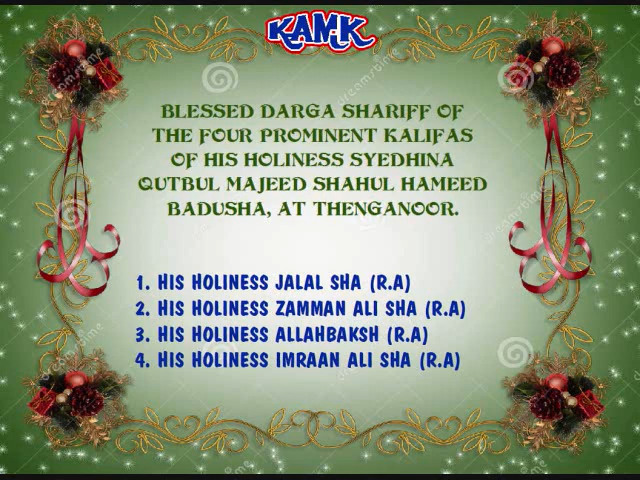 KAMK
BLESSED DARGA SHARIFF OF
THE FOUR PROMINENT KALIFAS
OF HIS HOLINESS SYEDHINA
QUTBUL MAJEED SHAHUL HAMEED
BADUSHA, AT THENGANOOR.
1. HIS HOLINESS JALAL SHA (R.A)
2. HIS HOLINESS ZAMMAN ALI SHA (R.A)
3. HIS HOLINESS ALLAHBAKSH (R.A)
4. HIS HOLINESS IMRAAN ALI SHA (R.A)